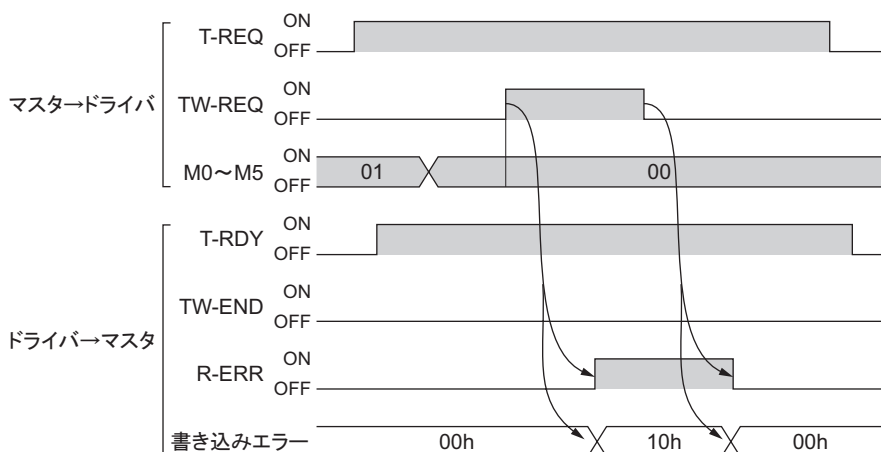 マスタ→ドライバ
T-REQ ON
OFF
TW-REQ ON
OFF
M0～M5 ON
OFF
01 00
ドライバ→マスタ
T-RDY ON
OFF
TW-END ON
OFF
R-ERR ON
OFF
書き込みエラー 00h 10h 00h